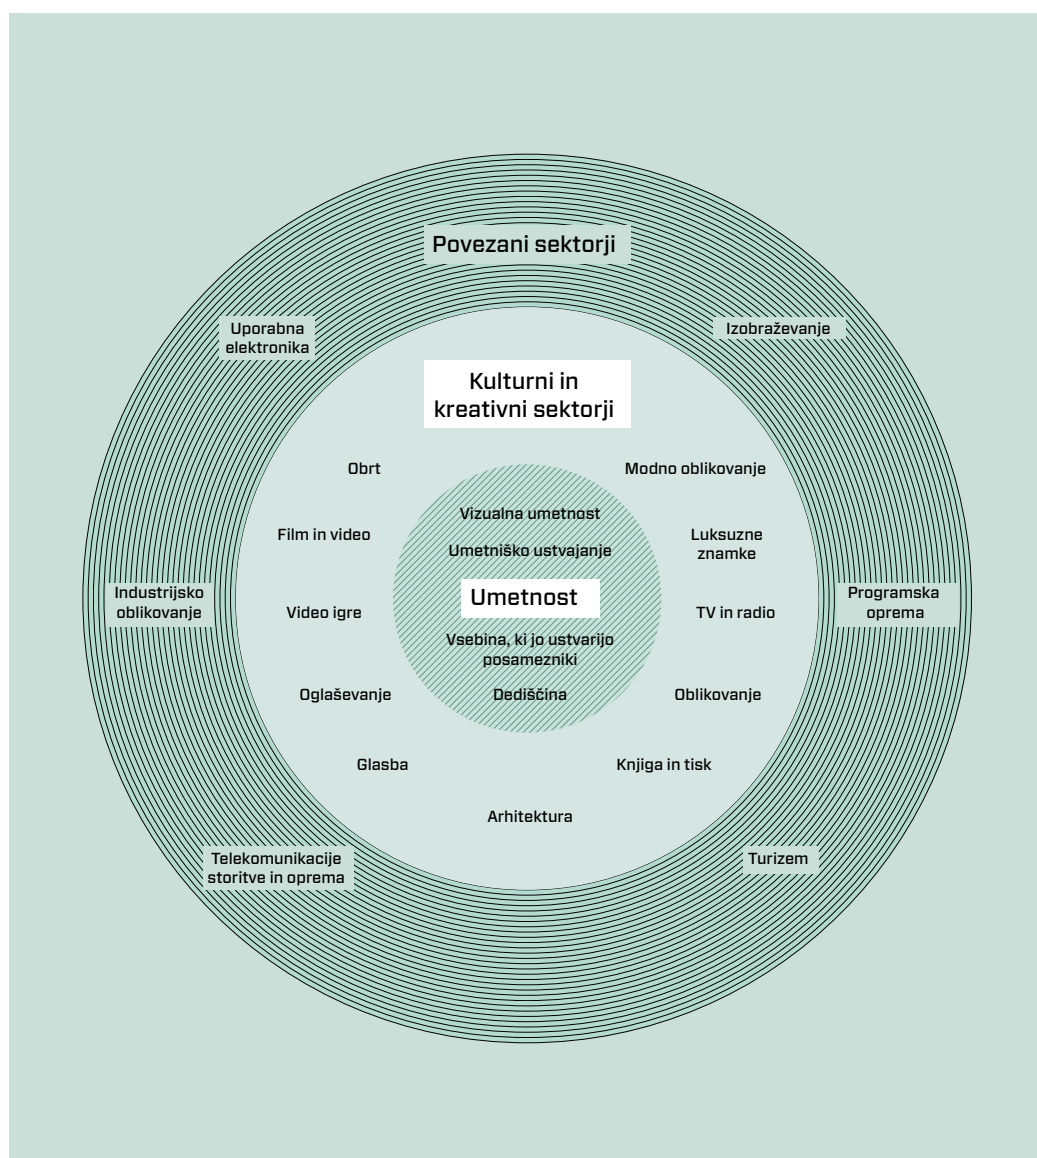 Povezani sektorji
Uporabna
elektronika
Izobraževanje
Kulturni in
kreativni sektorji
Obrt
Modno oblikovanje
Vizualna umetnost
Film in video
Luksuzne
znamke
Umetniško ustvajanje
Industrijsko
oblikovanje
Umetnost
Programska
oprema
Video igre
TV in radio
Vsebina, ki jo ustvarijo
posamezniki
Oglaševanje
Dediščina
Oblikovanje
Glasba
Knjiga in tisk
Arhitektura
Telekomunikacije
storitve in oprema
Turizem